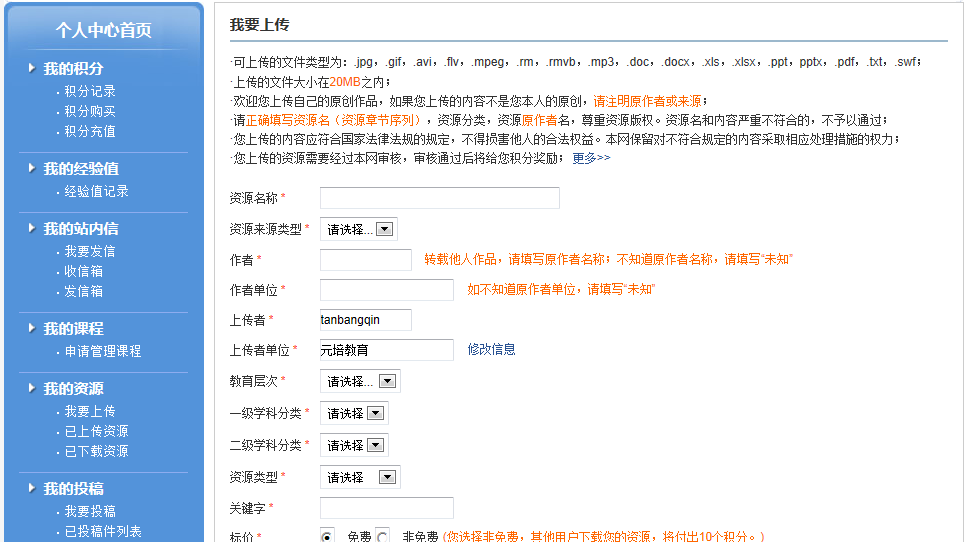 个人中心首页
我的积分
·积分记录
·积分购买
·积分充值
我的经验值
·经验值记录
我的站内信
·我要发信
·收信箱
·发信箱
我的课程
·申请管理课程
我的资源
·我要上传
·已上传资源
·已下载资源
我的投稿
·我要投稿
·已投稿件列表
我要上传
·可上传的文件类型为：.jpg，.gif，.avi，.flv，.mpeg，.rm，.rmvb，.mp3，.doc，.docx，.xls，.xlsx，.ppt，pptx，.pdf，.txt，.swf；
·上传的文件大小在20MB之内；
·欢迎您上传自己的原创作品，如果您上传的内容不是您本人的原创，请注明原作者或来源；
·请正确填写资源名（资源章节序列），资源分类，资源原作者名，尊重资源版权。资源名和内容严重不符合的，不予以通过；
·您上传的内容应符合国家法律法规的规定，不得损害他人的合法权益。本网保留对不符合规定的内容采取相应处理措施的权力；
·您上传的资源需要经过本网审核，审核通过后将给您积分奖励； 更多>>
资源名称 *
资源来源类型 * 请选择...
作者 * 转载他人作品，请填写原作者名称；不知道原作者名称，请填写“未知”
作者单位 * 如不知道原作者单位，请填写“未知”
上传者 * tanbangqin
上传者单位 * 元培教育 修改信息
教育层次 * 请选择...
一级学科分类 * 请选择
二级学科分类 * 请选择
资源类型 * 请选择
关键字 *
标价 * 免费 非免费 (您选择非免费，其他用户下载您的资源，将付出10个积分。)